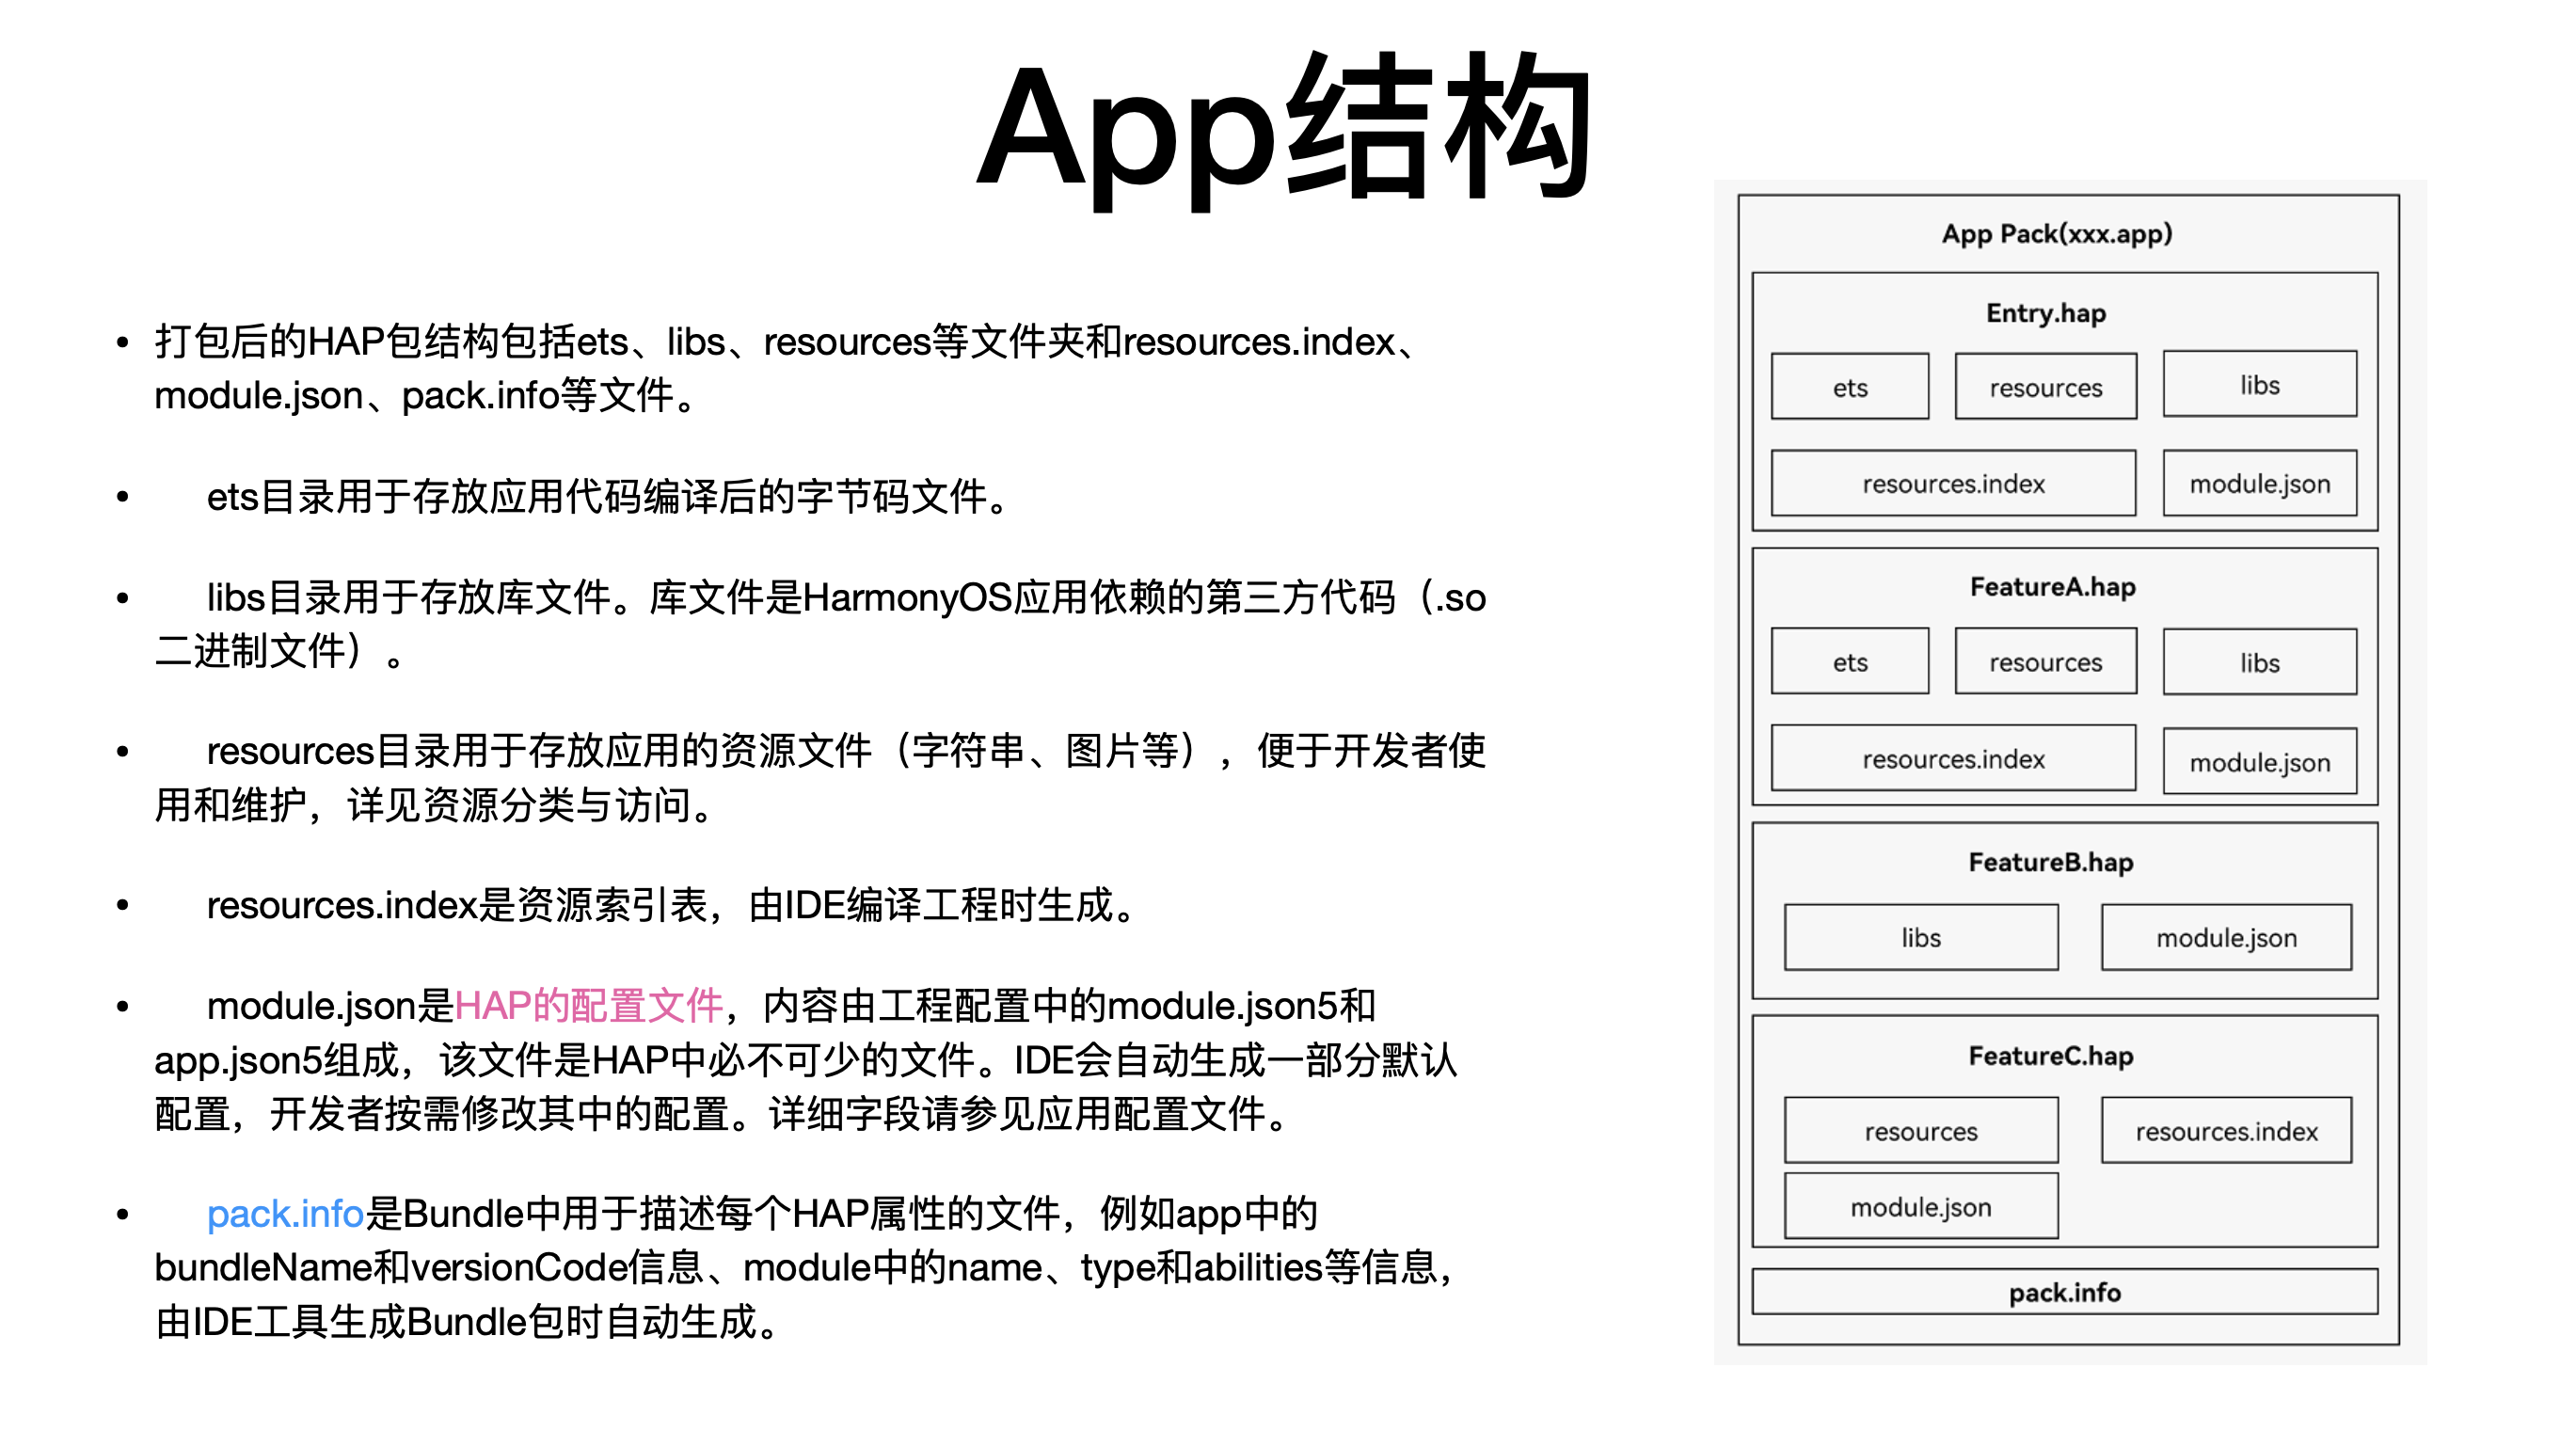 App结构
• 打包后的HAP包结构包括ets、libs、resources等文件夹和resources.index、
module.json、pack.info等文件。
• ets目录用于存放应用代码编译后的字节码文件。
• libs目录用于存放库文件。库文件是HarmonyOS应用依赖的第三方代码（.so
二进制文件）。
• resources目录用于存放应用的资源文件（字符串、图片等），便于开发者使
用和维护，详见资源分类与访问。
• resources.index是资源索引表，由IDE编译工程时生成。
• module.json是HAP的配置文件，内容由工程配置中的module.json5和
app.json5组成，该文件是HAP中必不可少的文件。IDE会自动生成一部分默认
配置，开发者按需修改其中的配置。详细字段请参见应用配置文件。
• pack.info是Bundle中用于描述每个HAP属性的文件，例如app中的
bundleName和versionCode信息、module中的name、type和abilities等信息，
由IDE工具生成Bundle包时自动生成。
App Pack(xxx.app)
Entry.hap
ets resources libs
resources.index module.json
FeatureA.hap
ets resources libs
resources.index module.json
FeatureB.hap
libs module.json
FeatureC.hap
resources resources.index
module.json
pack.info